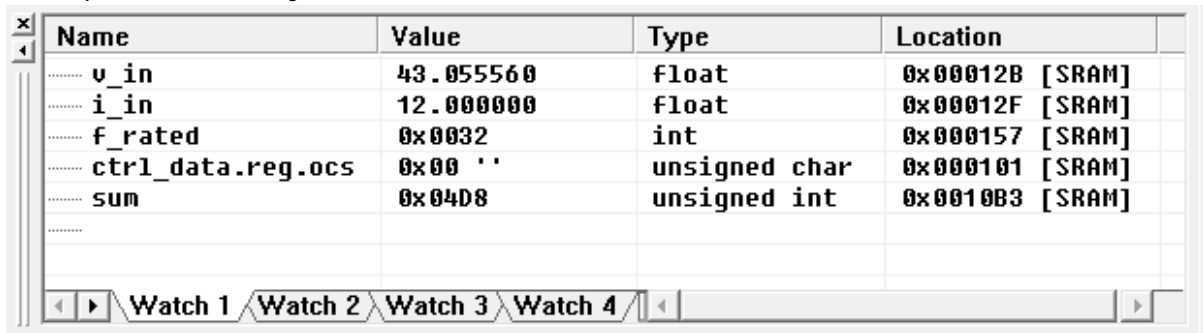 Name Value Type Location
v_in 43.055560 float 0x00012B [SRAM]
i_in 12.000000 float 0x00012F [SRAM]
f_rated 0x0032 int 0x000157 [SRAM]
ctrl_data.reg.ocs 0x00 '' unsigned char 0x000101 [SRAM]
sum 0x04D8 unsigned int 0x0010B3 [SRAM]
Watch 1 Watch 2 Watch 3 Watch 4